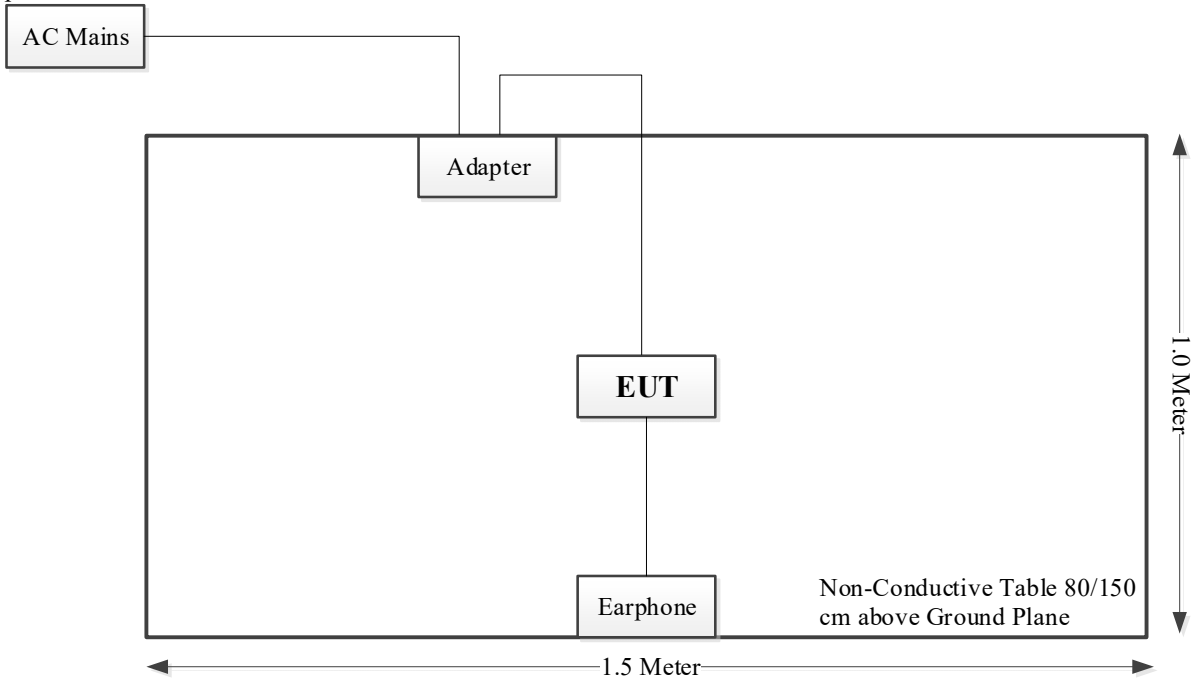 AC Mains
Adapter
EUT
1.0 Meter
Earphone
Non-Conductive Table 80/150
cm above Ground Plane
1.5 Meter